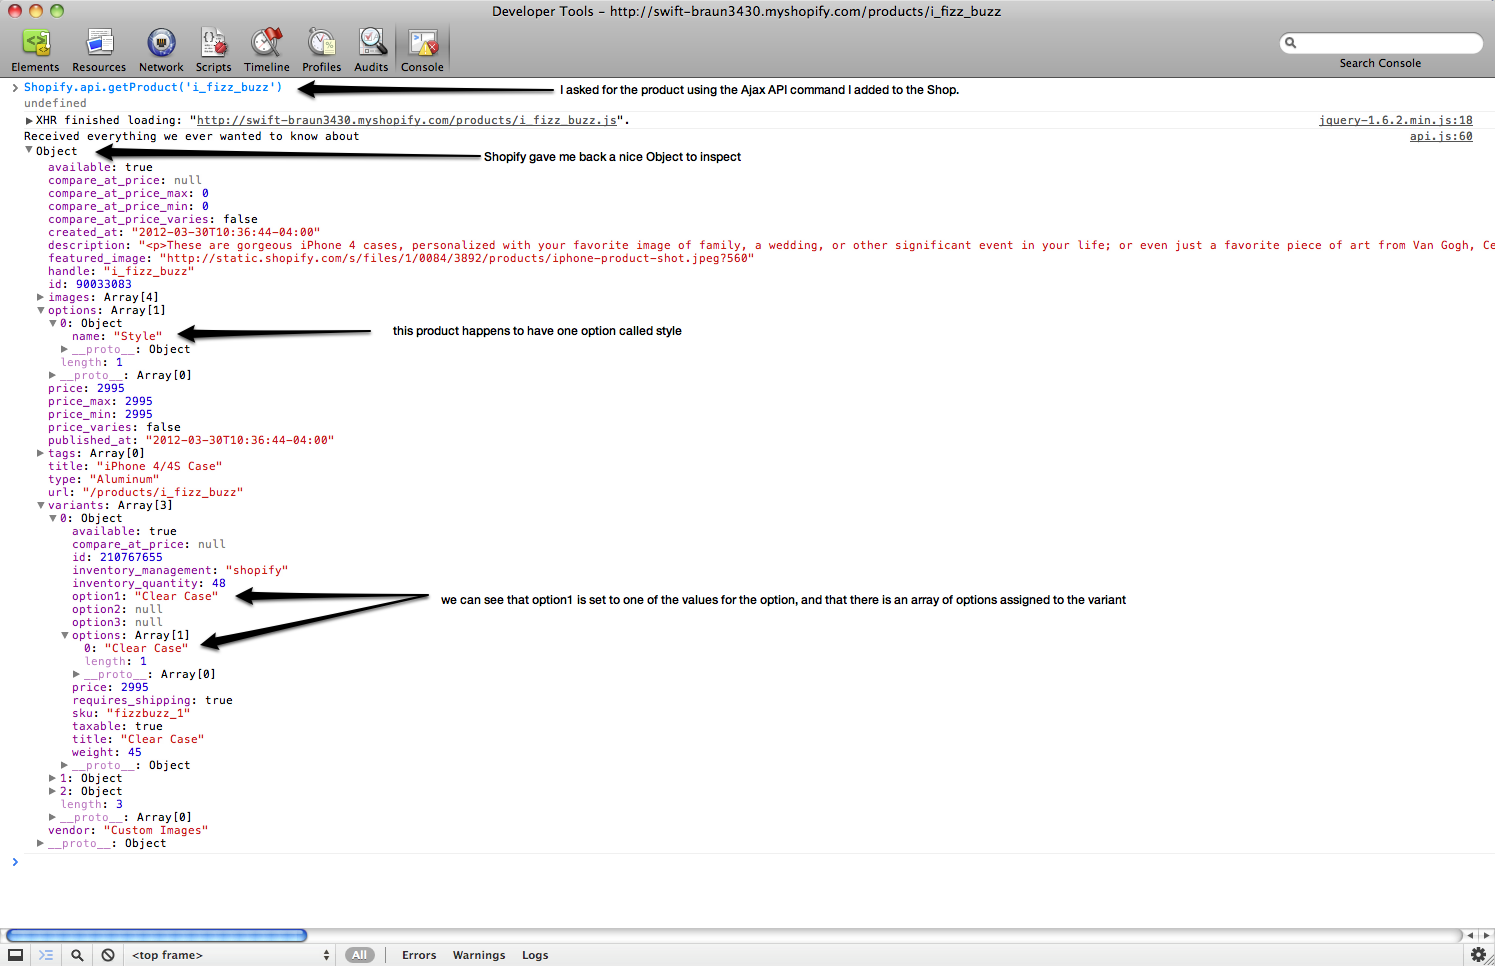 Developer Tools - http://swift-braun3430.myshopify.com/products/i_fizz_buzz
Elements Resources Network Scripts Timeline Profiles Audits Console
Search Console
> Shopify.api.getProduct('i_fizz_buzz') I asked for the product using the Ajax API command I added to the Shop.
undefined
XHR finished loading: "http://swift-braun3430.myshopify.com/products/i_fizz_buzz.js". jquery-1.6.2.min.js:18
Received everything we ever wanted to know about api.js:60
Object Shopify gave me back a nice Object to inspect
available: true
compare_at_price: null
compare_at_price_max: 0
compare_at_price_min: 0
compare_at_price_varies: false
created_at: "2012-03-30T10:36:44-04:00"
description: "<p>These are gorgeous iPhone 4 cases, personalized with your favorite image of family, a wedding, or other significant event in your life; or even just a favorite piece of art from Van Gogh, Ce
featured_image: "http://static.shopify.com/s/files/1/0084/3892/products/iphone-product-shot.jpeg?560"
handle: "i_fizz_buzz"
id: 90033083
images: Array[4]
options: Array[1]
0: Object
name: "Style" this product happens to have one option called style
__proto__: Object
length: 1
__proto__: Array[0]
price: 2995
price_max: 2995
price_min: 2995
price_varies: false
published_at: "2012-03-30T10:36:44-04:00"
tags: Array[0]
title: "iPhone 4/4S Case"
type: "Aluminum"
url: "/products/i_fizz_buzz"
variants: Array[3]
0: Object
available: true
compare_at_price: null
id: 210767655
inventory_management: "shopify"
inventory_quantity: 48
option1: "Clear Case" we can see that option1 is set to one of the values for the option, and that there is an array of options assigned to the variant
option2: null
option3: null
options: Array[1]
0: "Clear Case"
length: 1
__proto__: Array[0]
price: 2995
requires_shipping: true
sku: "fizzbuzz_1"
taxable: true
title: "Clear Case"
weight: 45
__proto__: Object
1: Object
2: Object
length: 3
__proto__: Array[0]
vendor: "Custom Images"
__proto__: Object
>
<top frame> All Errors Warnings Logs